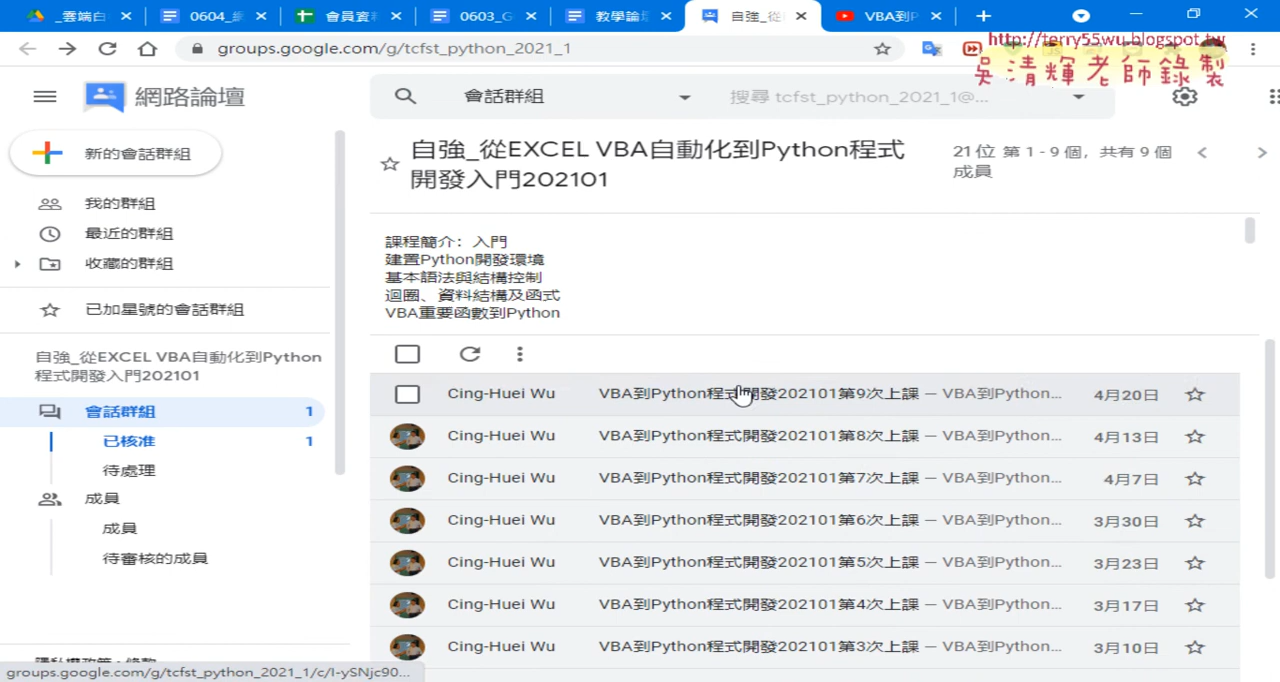 _雲端白
0604_
會員資
0603_G
教學論
自強_從
VBA到P
groups.google.com/g/tcfst_python_2021_1
http://terry55wu.blogspot.tw
吳清輝老師錄製
網路論壇
會話群組
搜尋 tcfst_python_2021_1@...
新的會話群組
我的群組
最近的群組
收藏的群組
已加星號的會話群組
自強_從EXCEL VBA自動化到Python
程式開發入門202101
會話群組 1
已核准 1
待處理
成員
成員
待審核的成員
自強_從EXCEL VBA自動化到Python程式
開發入門202101
21位 第 1 - 9 個，共有 9 個
成員
課程簡介：入門
建置Python開發環境
基本語法與結構控制
迴圈、資料結構及函式
VBA重要函數到Python
Cing-Huei Wu VBA到Python程式開發202101第9次上課 — VBA到Python... 4月20日
Cing-Huei Wu VBA到Python程式開發202101第8次上課 — VBA到Python... 4月13日
Cing-Huei Wu VBA到Python程式開發202101第7次上課 — VBA到Python... 4月7日
Cing-Huei Wu VBA到Python程式開發202101第6次上課 — VBA到Python... 3月30日
Cing-Huei Wu VBA到Python程式開發202101第5次上課 — VBA到Python... 3月23日
Cing-Huei Wu VBA到Python程式開發202101第4次上課 — VBA到Python... 3月17日
Cing-Huei Wu VBA到Python程式開發202101第3次上課 — VBA到Python... 3月10日
groups.google.com/g/tcfst_python_2021_1/c/I-ySNjc90...